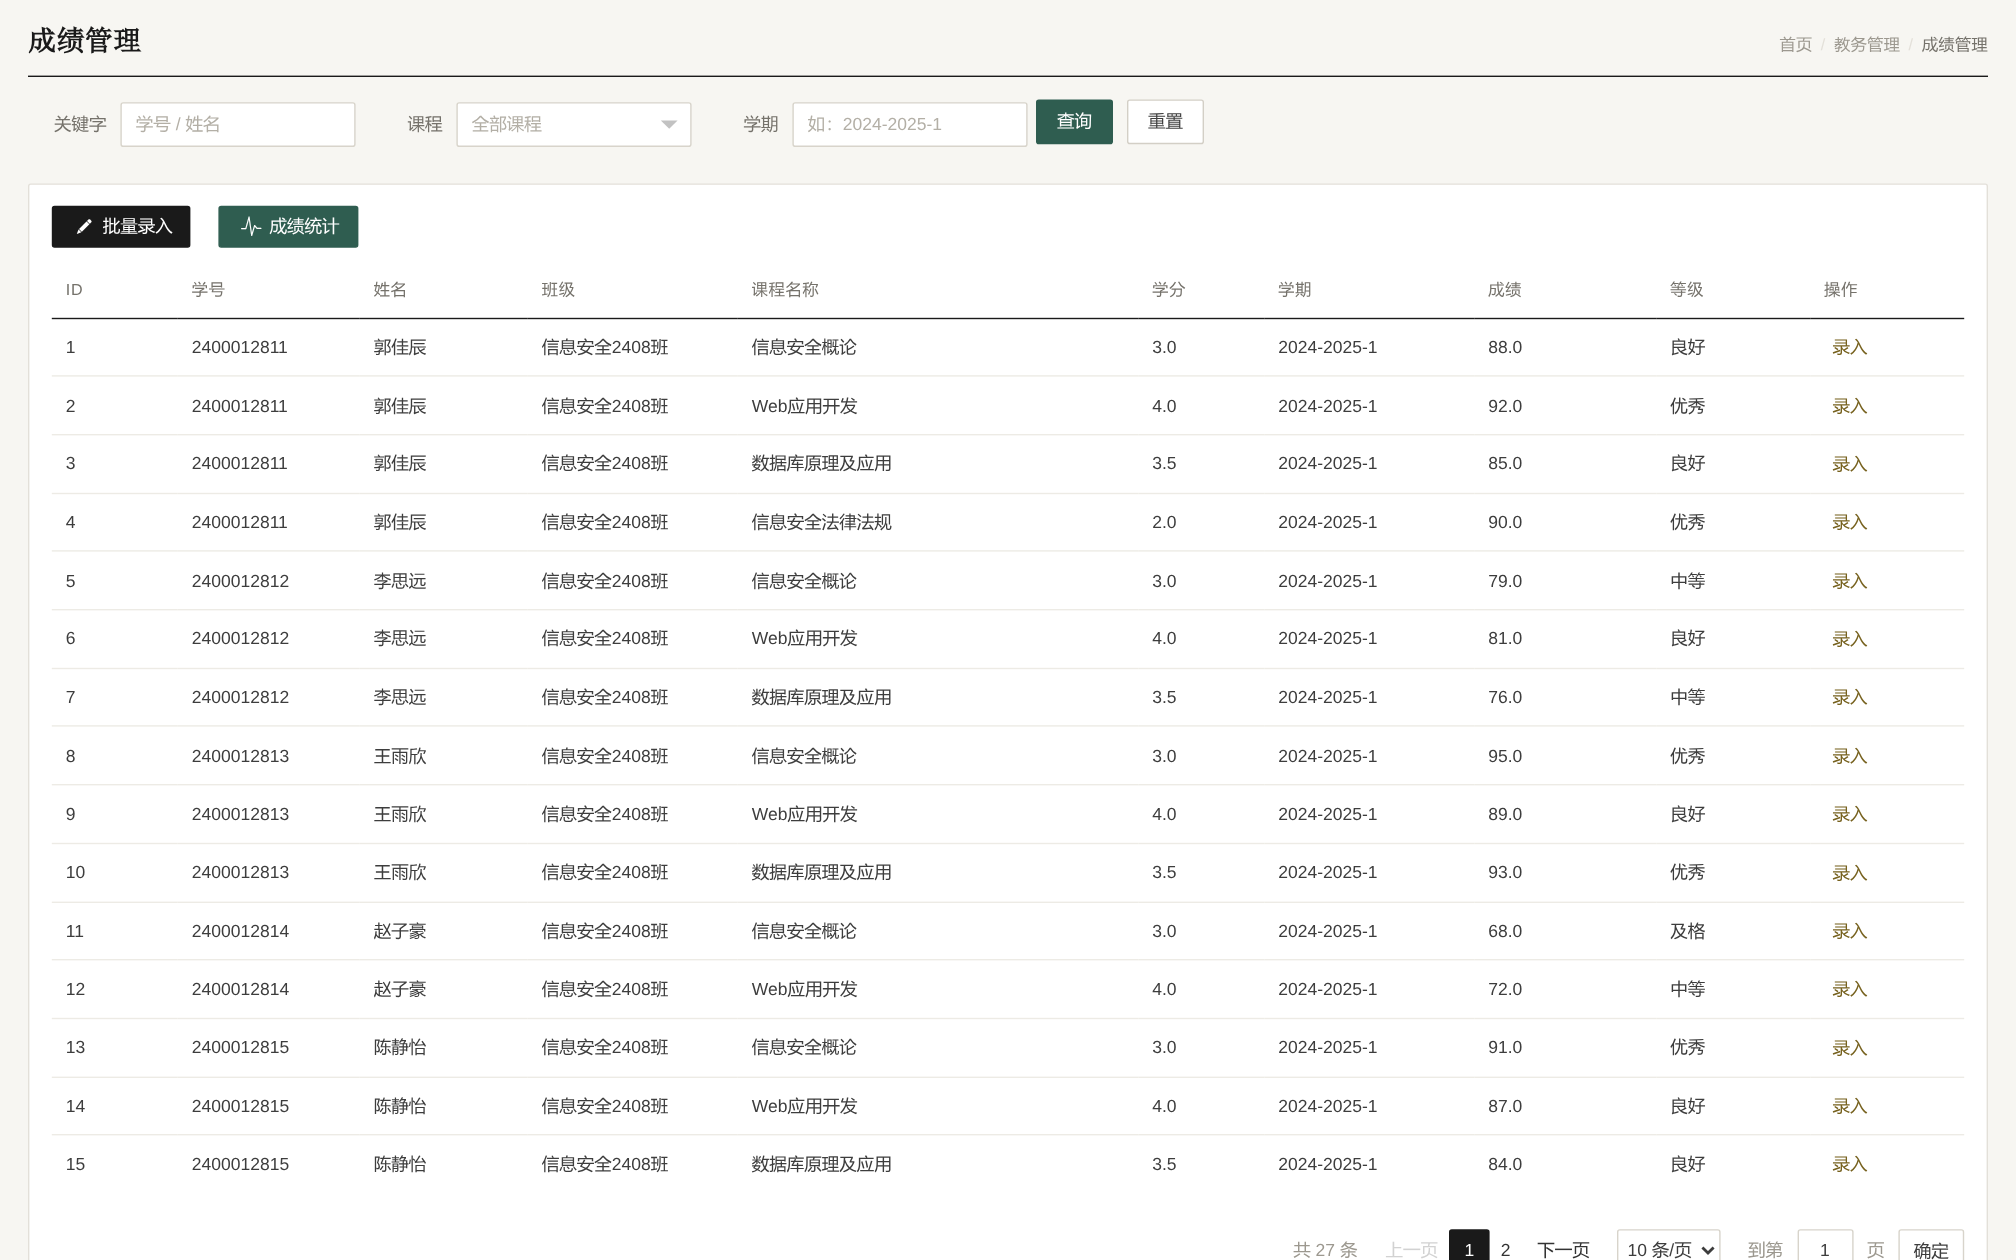 成绩管理
首页 / 教务管理 / 成绩管理
关键字 学号 / 姓名 课程 全部课程 学期 如：2024-2025-1 查询 重置
批量录入 成绩统计
ID 学号 姓名 班级 课程名称 学分 学期 成绩 等级 操作
1 2400012811 郭佳辰 信息安全2408班 信息安全概论 3.0 2024-2025-1 88.0 良好 录入
2 2400012811 郭佳辰 信息安全2408班 Web应用开发 4.0 2024-2025-1 92.0 优秀 录入
3 2400012811 郭佳辰 信息安全2408班 数据库原理及应用 3.5 2024-2025-1 85.0 良好 录入
4 2400012811 郭佳辰 信息安全2408班 信息安全法律法规 2.0 2024-2025-1 90.0 优秀 录入
5 2400012812 李思远 信息安全2408班 信息安全概论 3.0 2024-2025-1 79.0 中等 录入
6 2400012812 李思远 信息安全2408班 Web应用开发 4.0 2024-2025-1 81.0 良好 录入
7 2400012812 李思远 信息安全2408班 数据库原理及应用 3.5 2024-2025-1 76.0 中等 录入
8 2400012813 王雨欣 信息安全2408班 信息安全概论 3.0 2024-2025-1 95.0 优秀 录入
9 2400012813 王雨欣 信息安全2408班 Web应用开发 4.0 2024-2025-1 89.0 良好 录入
10 2400012813 王雨欣 信息安全2408班 数据库原理及应用 3.5 2024-2025-1 93.0 优秀 录入
11 2400012814 赵子豪 信息安全2408班 信息安全概论 3.0 2024-2025-1 68.0 及格 录入
12 2400012814 赵子豪 信息安全2408班 Web应用开发 4.0 2024-2025-1 72.0 中等 录入
13 2400012815 陈静怡 信息安全2408班 信息安全概论 3.0 2024-2025-1 91.0 优秀 录入
14 2400012815 陈静怡 信息安全2408班 Web应用开发 4.0 2024-2025-1 87.0 良好 录入
15 2400012815 陈静怡 信息安全2408班 数据库原理及应用 3.5 2024-2025-1 84.0 良好 录入
共 27 条 上一页 1 2 下一页 10 条/页 到第 1 页 确定